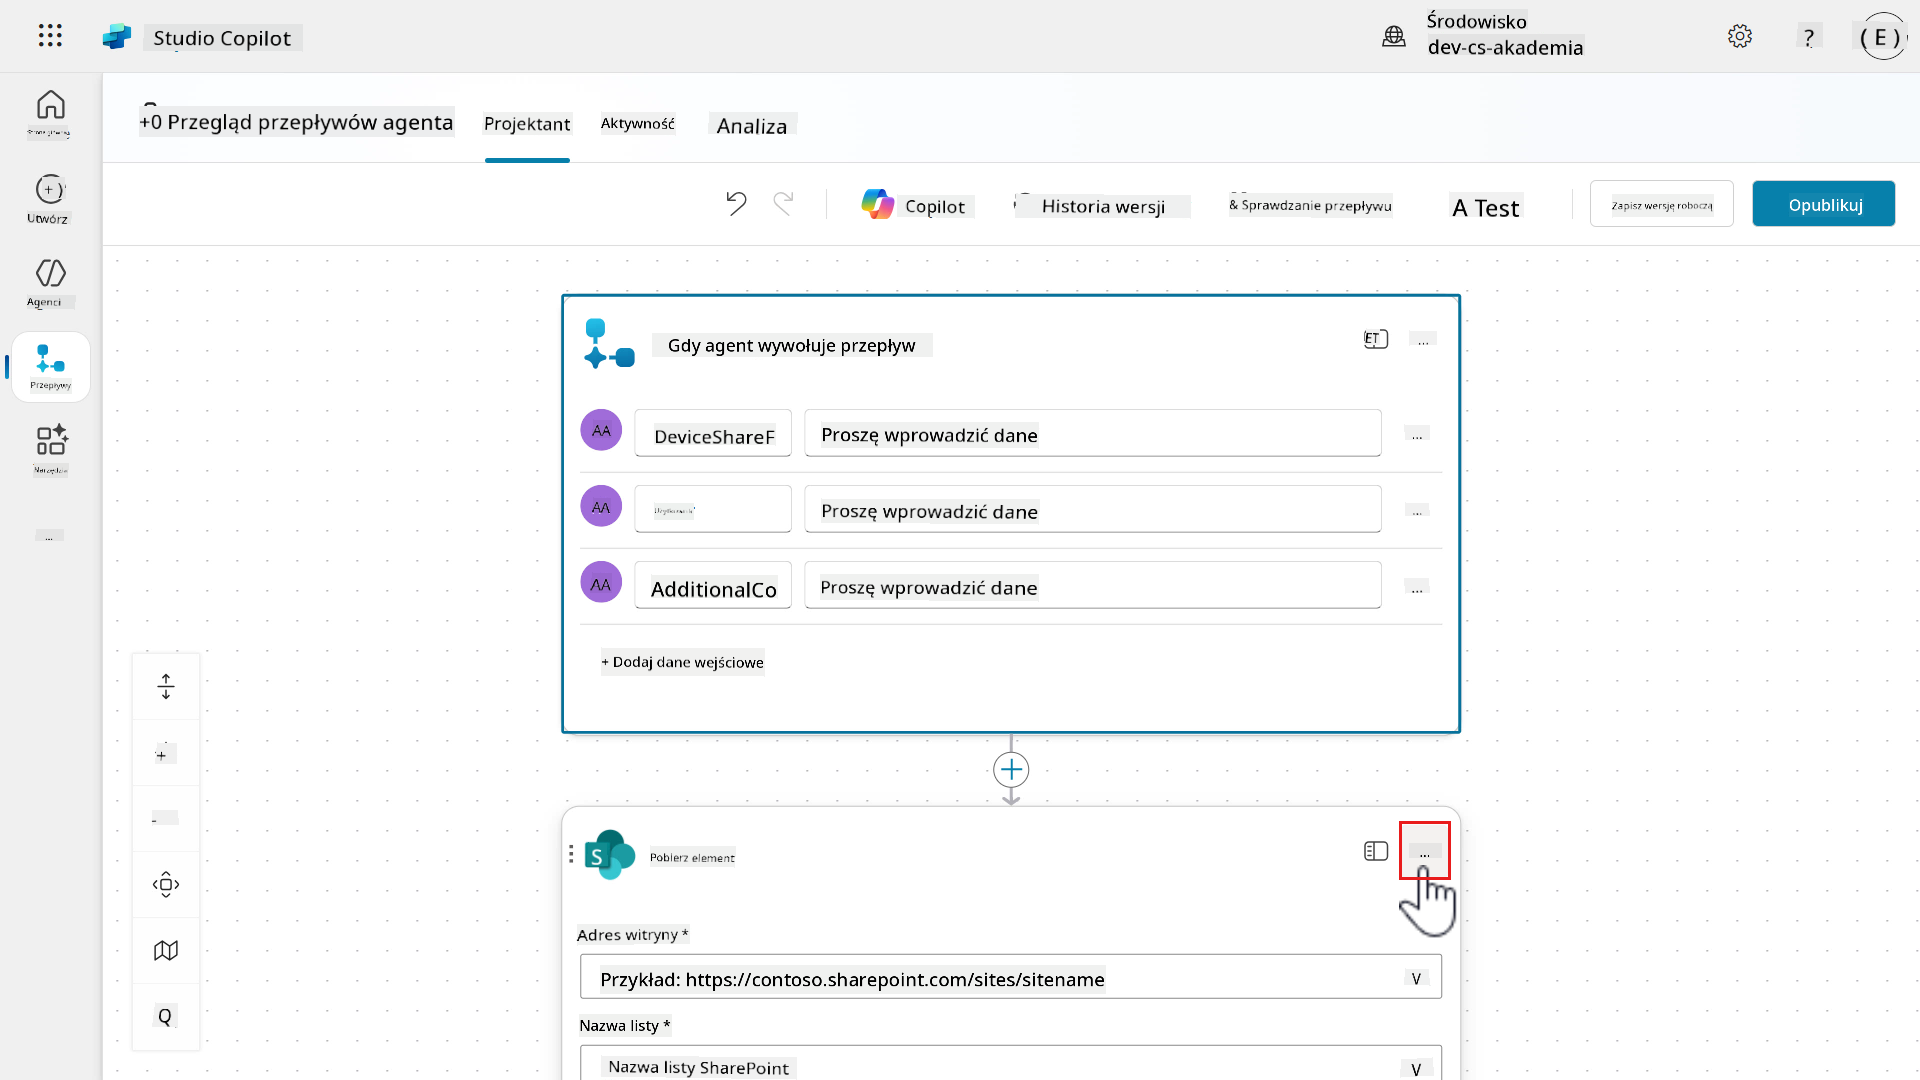 Studio Copilot
Środowisko
dev-cs-akademia
?
( E )
+0 Przegląd przepływów agenta
Projektant
Aktywność
Analiza
Utwórz
Agenci
Przepływy
Narzędzia
...
Copilot
Historia wersji
& Sprawdzanie przepływu
A Test
Zapisz wersję roboczą
Opublikuj
Gdy agent wywołuje przepływ
...
AA
DeviceShareF
Proszę wprowadzić dane
...
AA
Proszę wprowadzić dane
...
AA
AdditionalCo
Proszę wprowadzić dane
...
+ Dodaj dane wejściowe
Pobierz element
...
Adres witryny *
Przykład: https://contoso.sharepoint.com/sites/sitename
V
Nazwa listy *
Nazwa listy SharePoint
V
Q